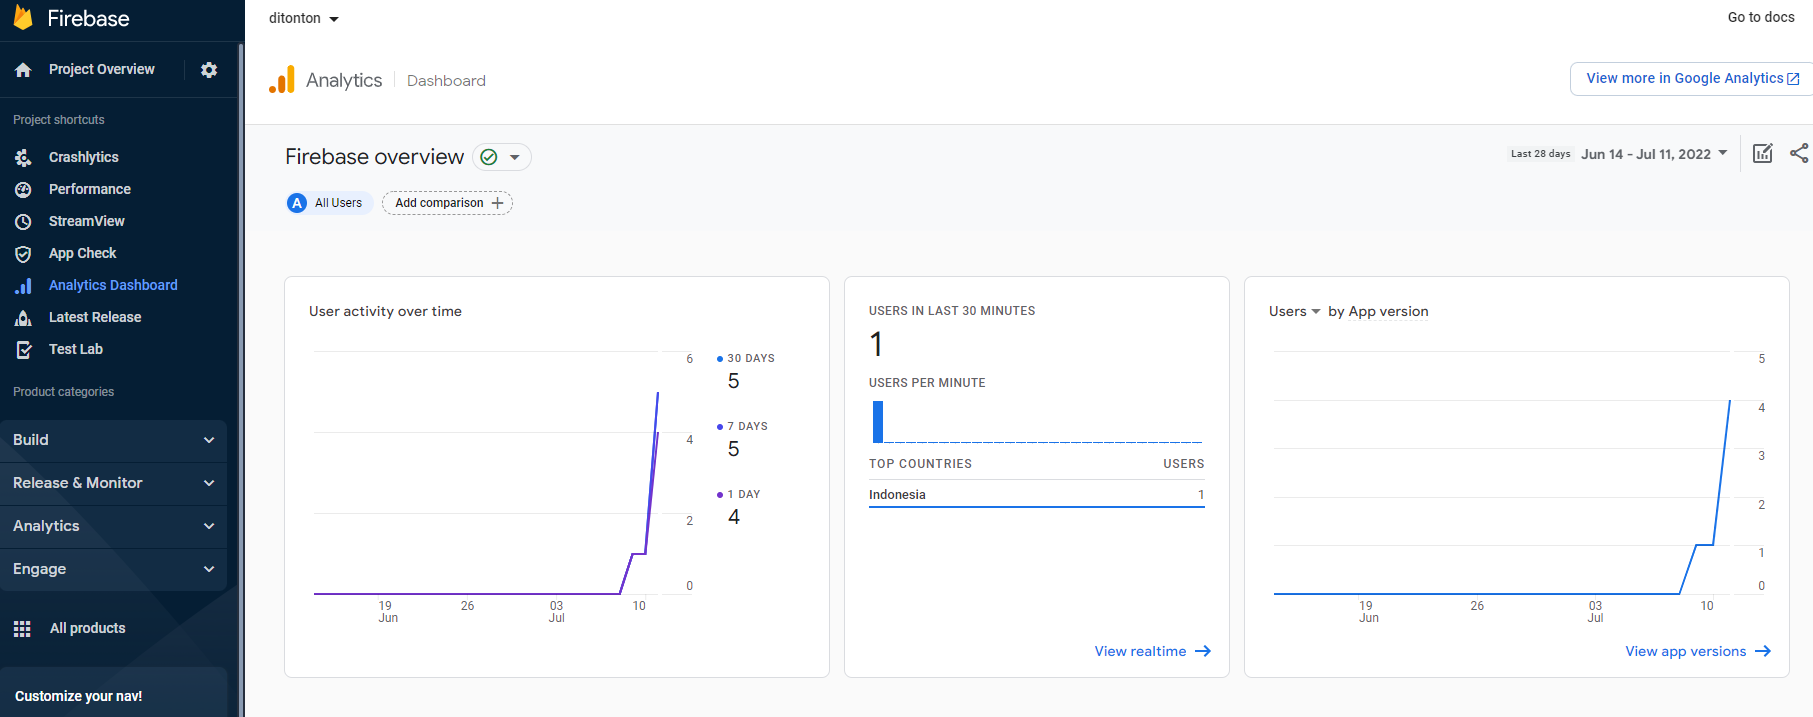 Firebase
ditonton
Go to docs
Project Overview
Analytics
Dashboard
View more in Google Analytics
Project shortcuts
Crashlytics
Performance
StreamView
App Check
Analytics Dashboard
Latest Release
Test Lab
Product categories
Build
Release & Monitor
Analytics
Engage
All products
Customize your nav!
Firebase overview
Last 28 days Jun 14 - Jul 11, 2022
A All Users
Add comparison
User activity over time
6
4
2
0
19
Jun
26
03
Jul
10
30 DAYS
5
7 DAYS
5
1 DAY
4
USERS IN LAST 30 MINUTES
1
USERS PER MINUTE
TOP COUNTRIES USERS
Indonesia 1
View realtime
Users by App version
5
4
3
2
1
0
19
Jun
26
03
Jul
10
View app versions